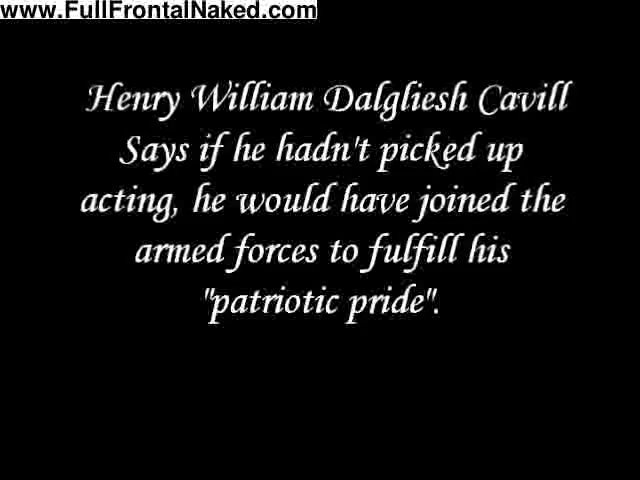 www.FullFrontalNaked.com
Henry William Dalgliesh Cavill
Says if he hadn't picked up
acting, he would have joined the
armed forces to fulfill his
"patriotic pride".